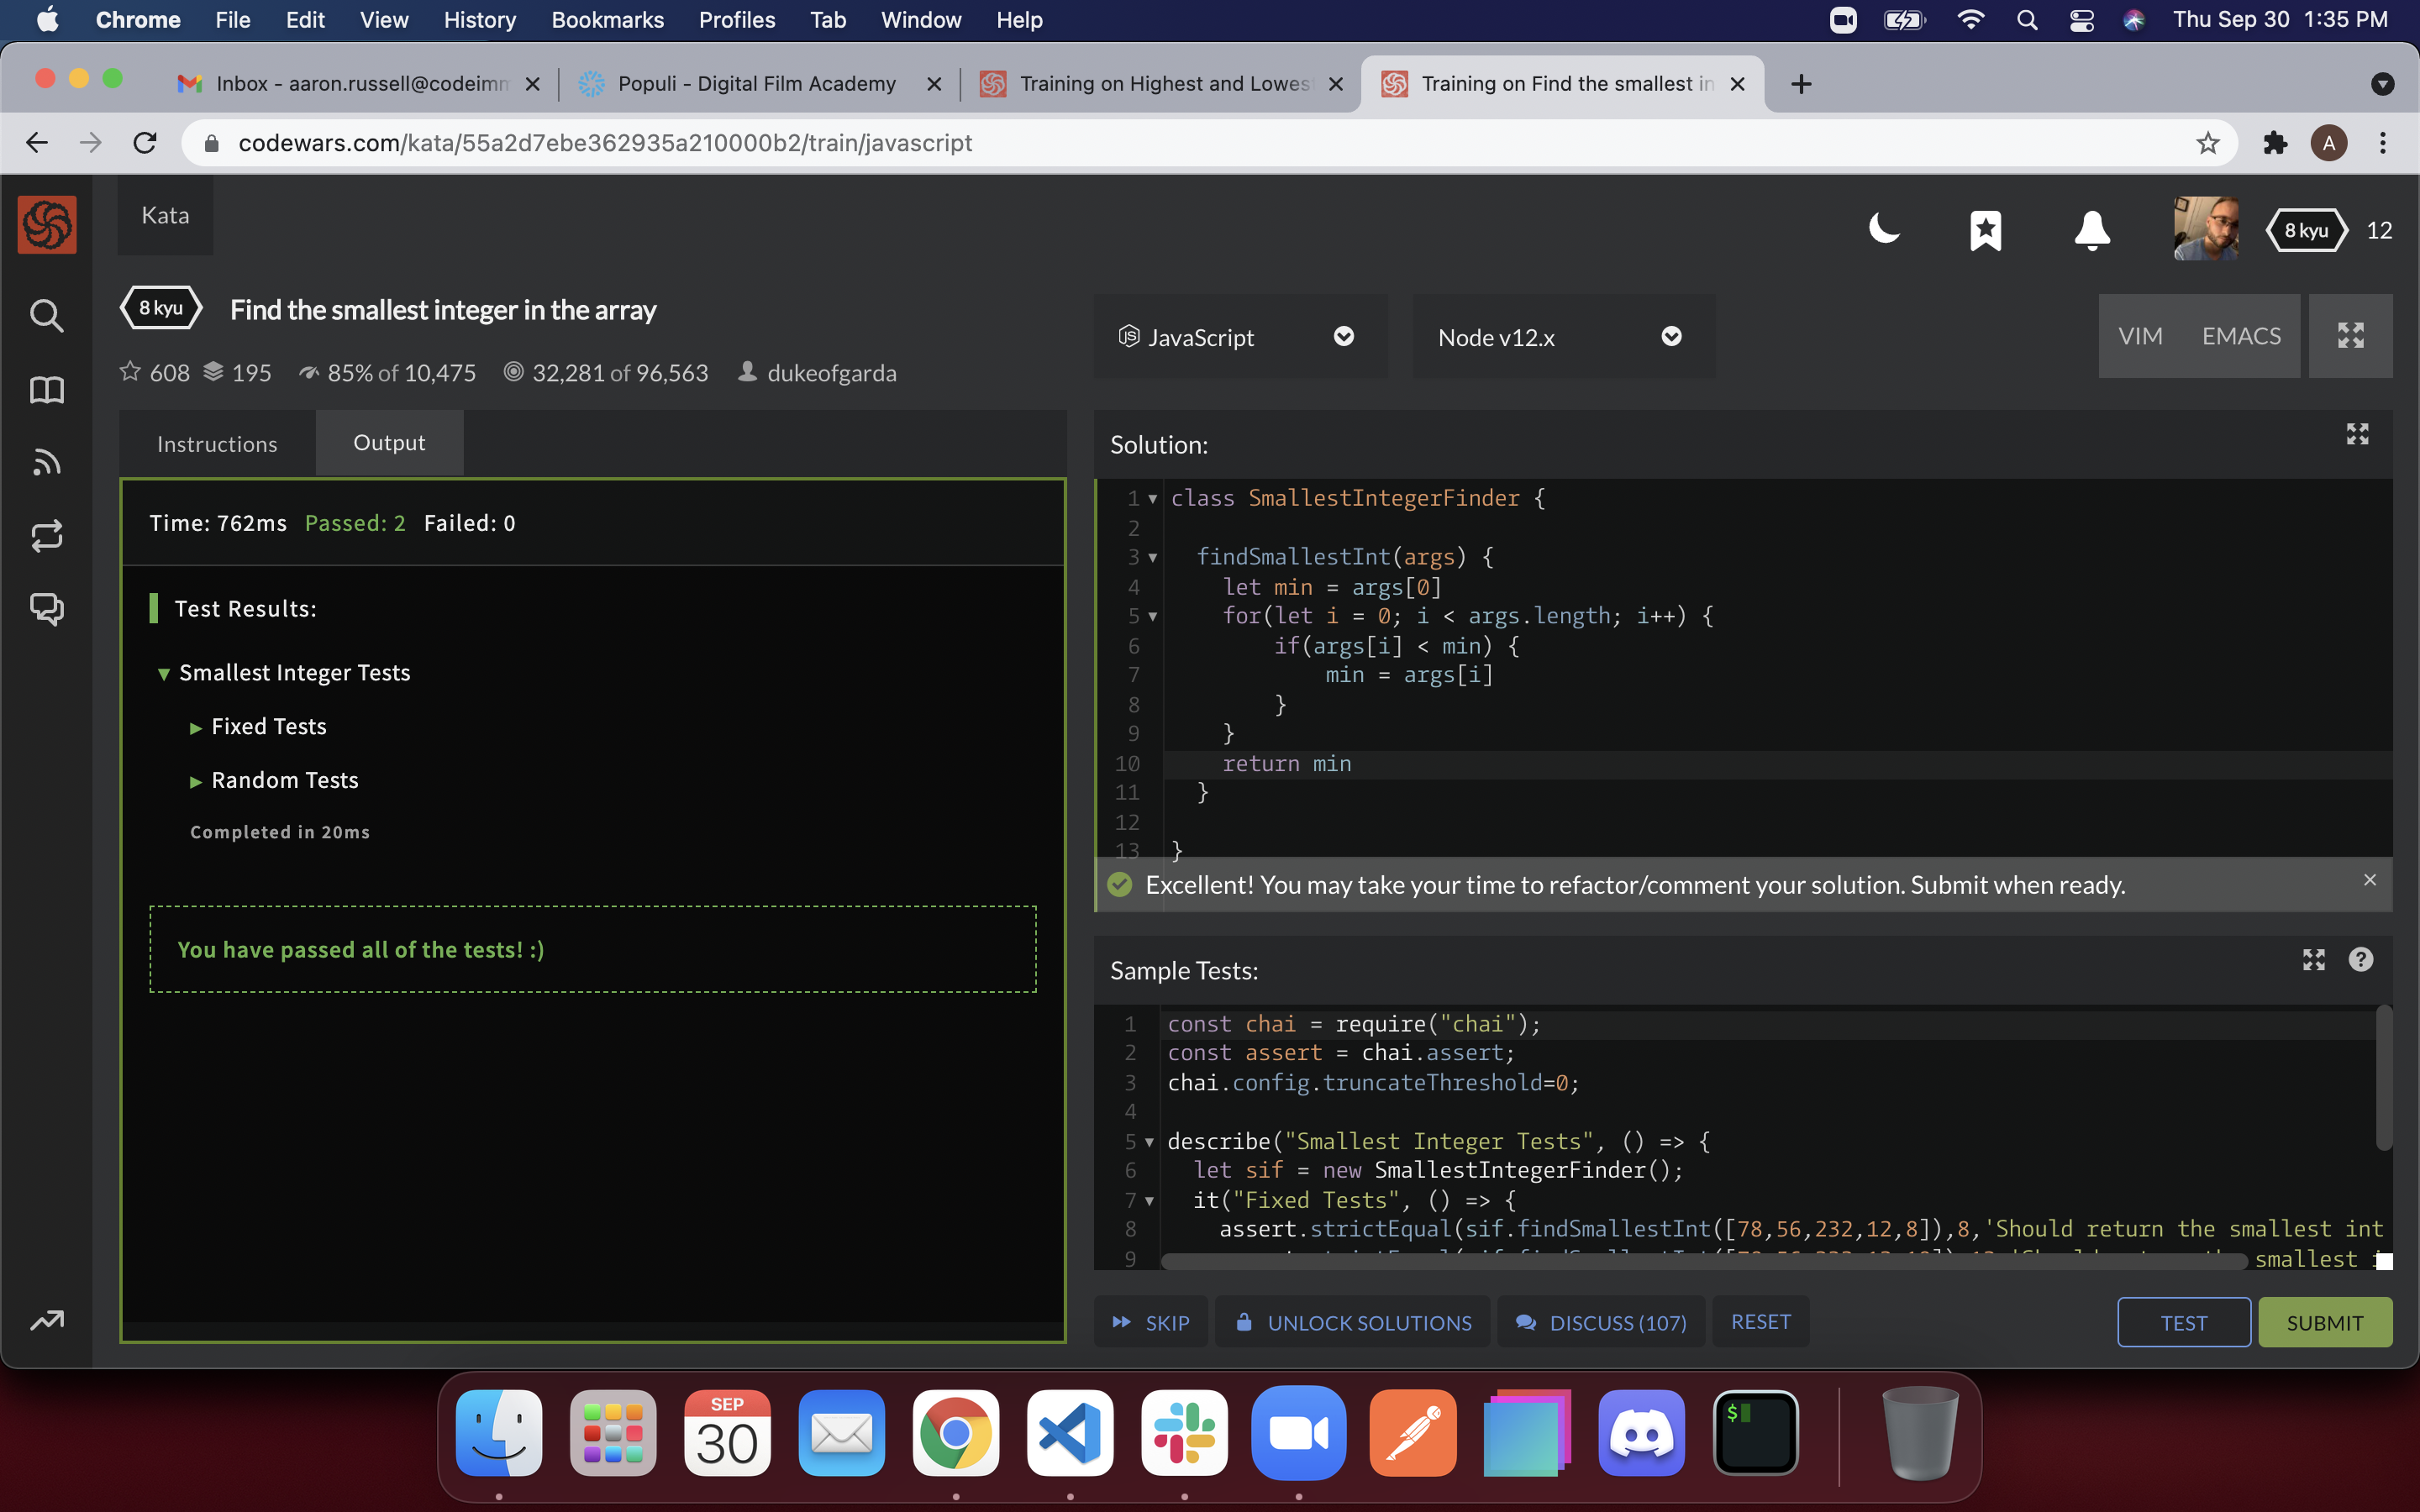 Chrome File Edit View History Bookmarks Profiles Tab Window Help Thu Sep 30 1:35 PM
Inbox - aaron.russell@codeimm
Populi - Digital Film Academy
Training on Highest and Lowes
Training on Find the smallest in
codewars.com/kata/55a2d7ebe362935a210000b2/train/javascript
A
Kata
8 kyu 12
8 kyu Find the smallest integer in the array
608 195 85% of 10,475 32,281 of 96,563 dukeofgarda
JavaScript
Node v12.x
VIM EMACS
Instructions Output
Time: 762ms Passed: 2 Failed: 0
Test Results:
Smallest Integer Tests
Fixed Tests
Random Tests
Completed in 20ms
You have passed all of the tests! :)
Solution:
1 class SmallestIntegerFinder {
2
3 findSmallestInt(args) {
4 let min = args[0]
5 for(let i = 0; i < args.length; i++) {
6 if(args[i] < min) {
7 min = args[i]
8 }
9 }
10 return min
11 }
12
13 }
Excellent! You may take your time to refactor/comment your solution. Submit when ready.
Sample Tests:
1 const chai = require("chai");
2 const assert = chai.assert;
3 chai.config.truncateThreshold=0;
4
5 describe("Smallest Integer Tests", () => {
6 let sif = new SmallestIntegerFinder();
7 it("Fixed Tests", () => {
8 assert.strictEqual(sif.findSmallestInt([78,56,232,12,8]),8,'Should return the smallest int
9 smallest
SKIP UNLOCK SOLUTIONS DISCUSS (107) RESET TEST SUBMIT
SEP
30
$